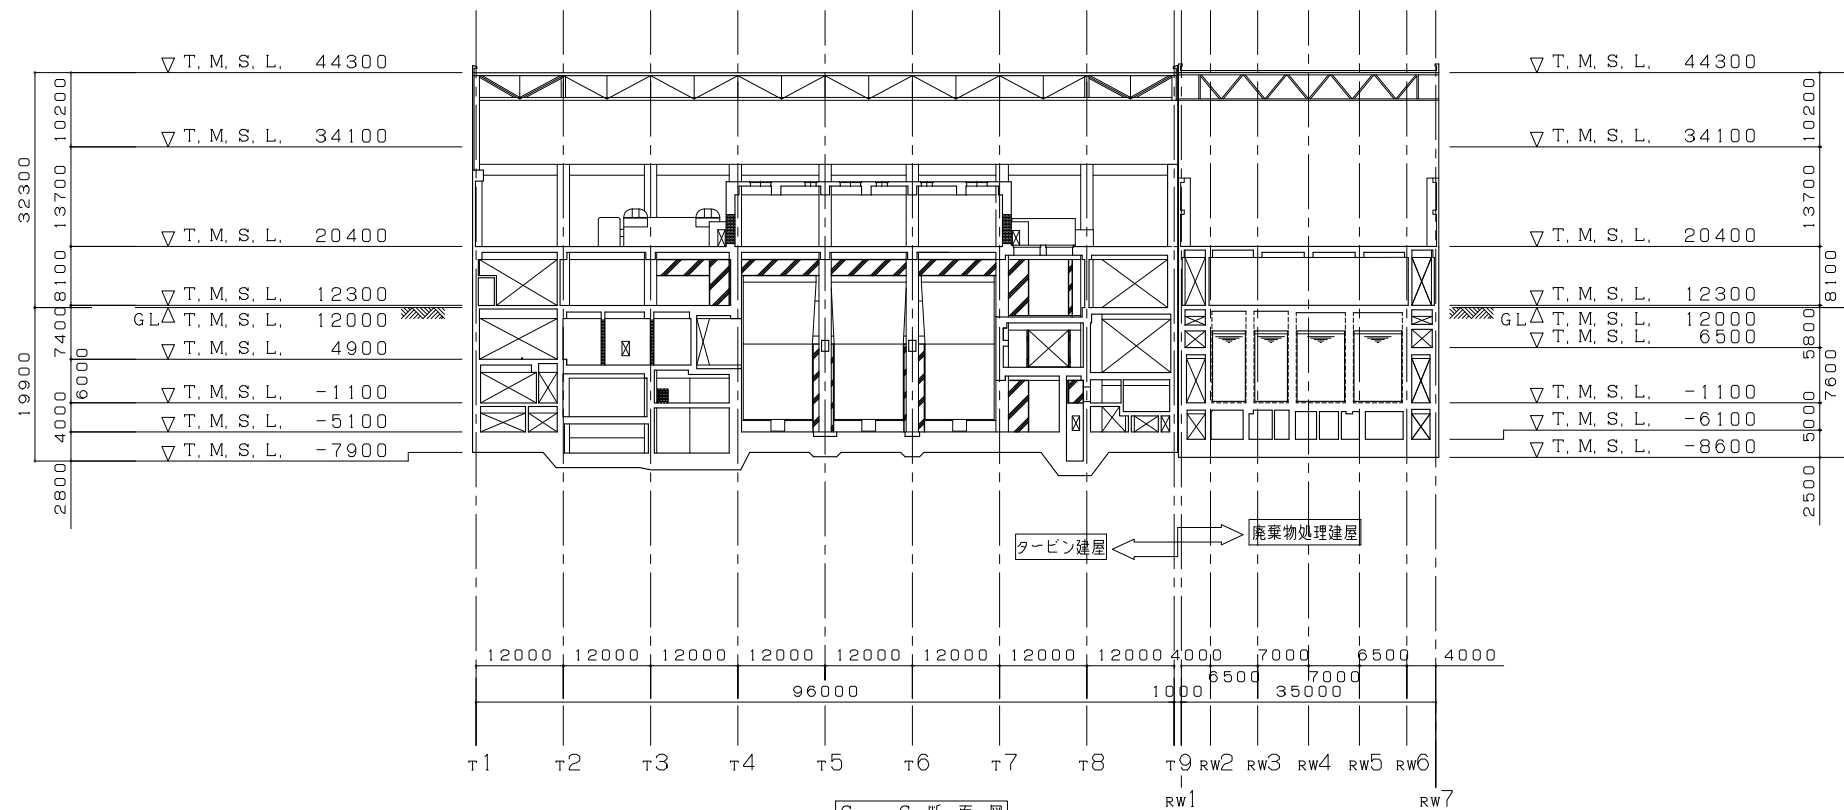 T. M. S. L. 44300
T. M. S. L. 34100
T. M. S. L. 20400
T. M. S. L. 12300
GL T. M. S. L. 12000
T. M. S. L. 4900
T. M. S. L. -1100
T. M. S. L. -5100
T. M. S. L. -7900
32300
19900
10200
13700
8100
7400
6000
4000
2800
T. M. S. L. 44300
T. M. S. L. 34100
T. M. S. L. 20400
T. M. S. L. 12300
GL T. M. S. L. 12000
T. M. S. L. 6500
T. M. S. L. -1100
T. M. S. L. -6100
T. M. S. L. -8600
10200
13700
8100
5800
7600
5000
2500
タービン建屋
廃棄物処理建屋
12000 12000 12000 12000 12000 12000 12000 12000 4000 7000 6500 4000
6500 7000
96000 1000 35000
T1 T2 T3 T4 T5 T6 T7 T8 T9 RW2 RW3 RW4 RW5 RW6
RW1 RW7
断面図